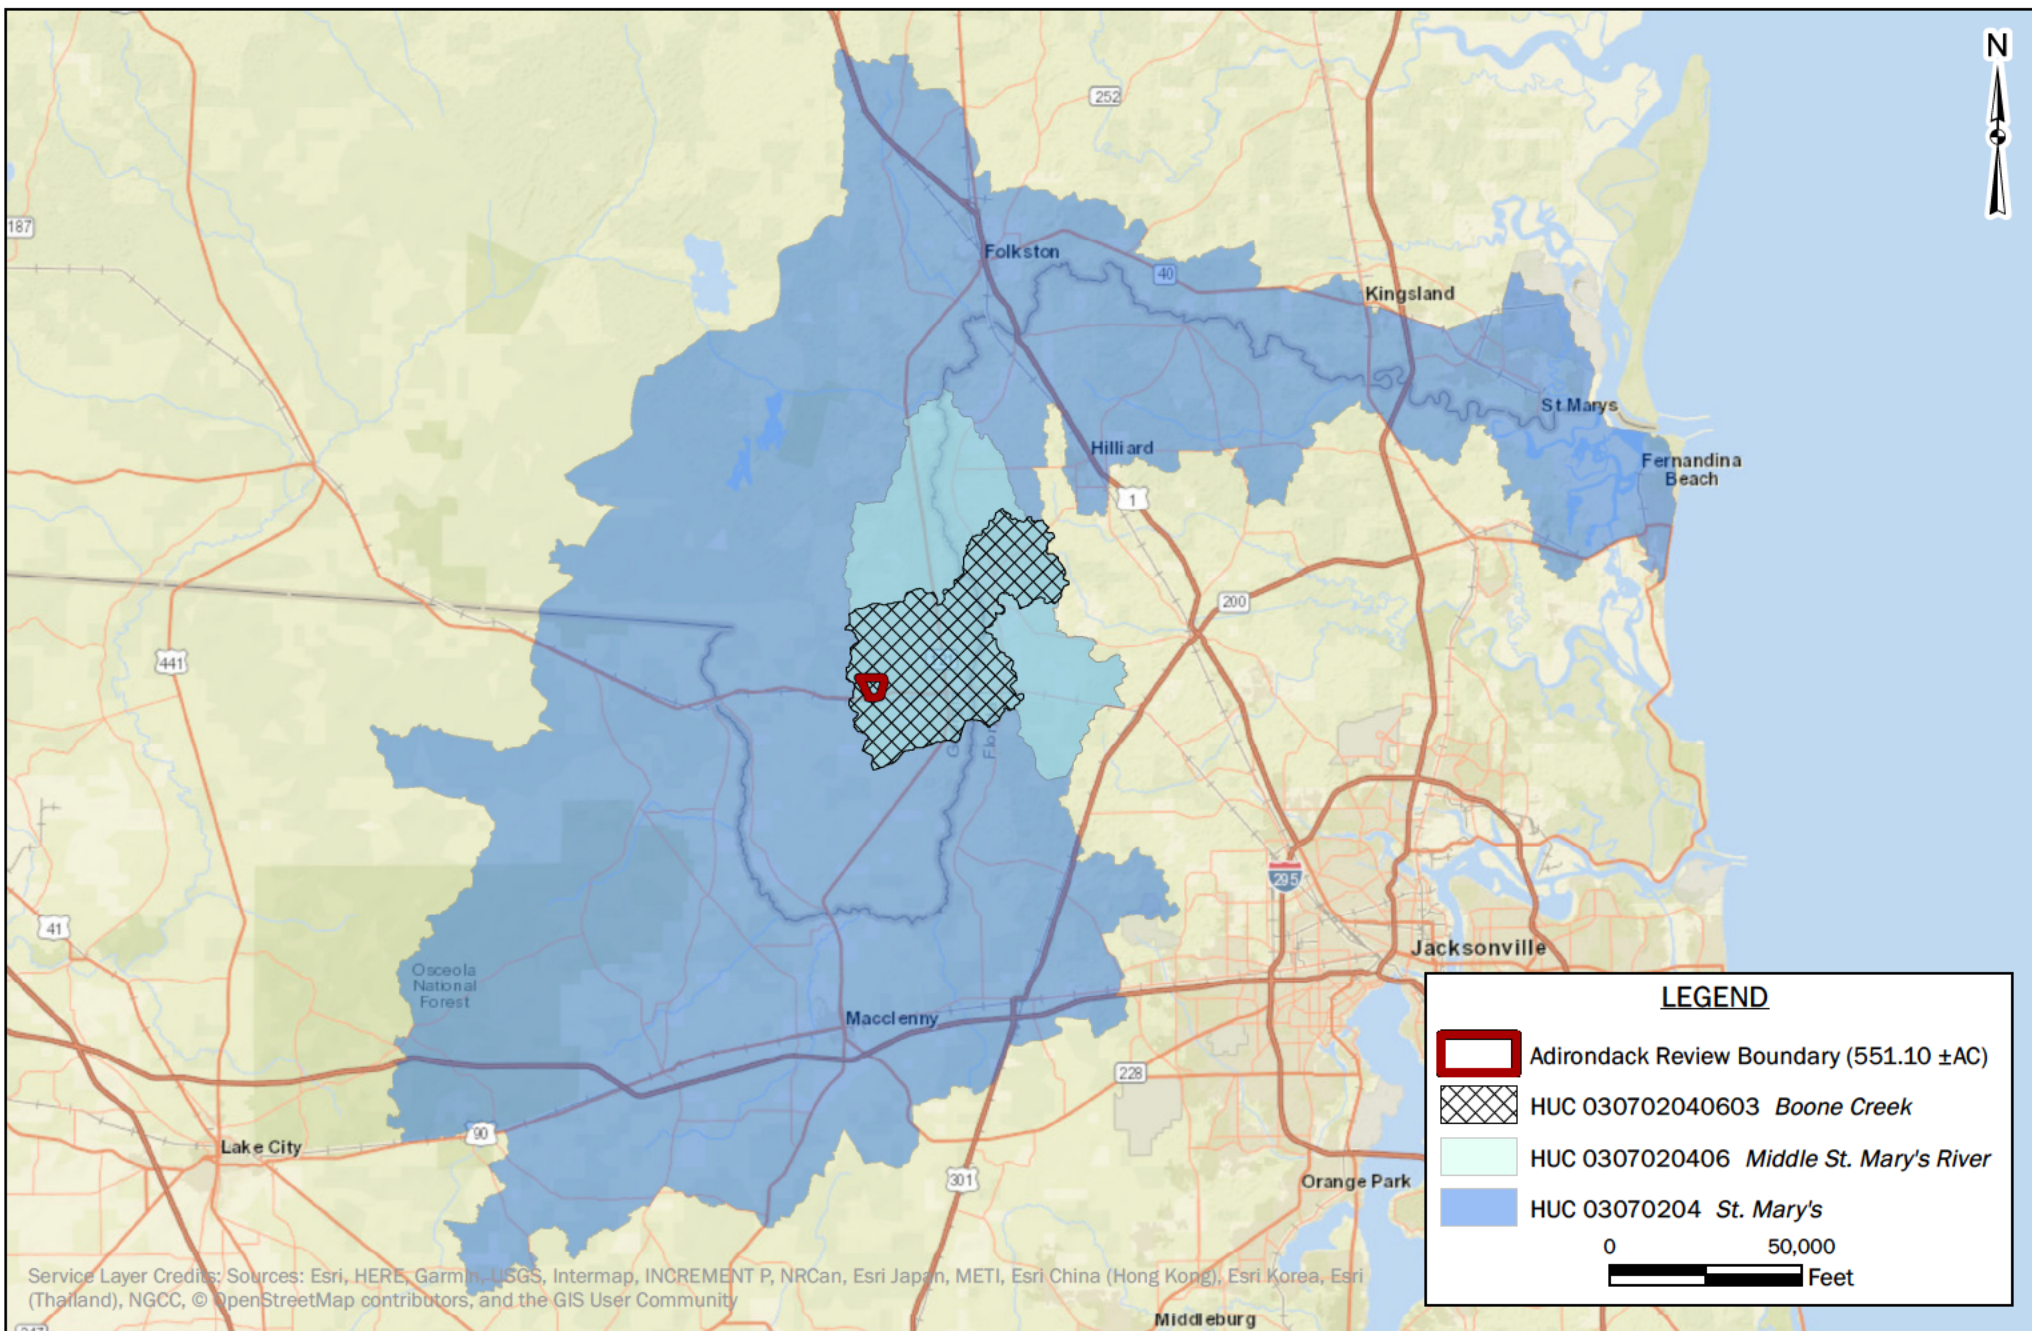 N
252
187
Folkston
40
Kingsland
St.Marys
Hilliard
Fernandina
Beach
1
200
441
295
41
Jacksonville
Osceola
National
Forest
Macclenny
228
Lake City
90
301
Orange Park
Middleburg
LEGEND
Adirondack Review Boundary (551.10 ±AC)
HUC 030702040603 Boone Creek
HUC 0307020406 Middle St. Mary's River
HUC 03070204 St. Mary's
0 50,000
Feet
Service Layer Credits: Sources: Esri, HERE, Garmin, USGS, Intermap, INCREMENT P, NRCan, Esri Japan, METI, Esri China (Hong Kong), Esri Korea, Esri
(Thailand), NGCC, © OpenStreetMap contributors, and the GIS User Community